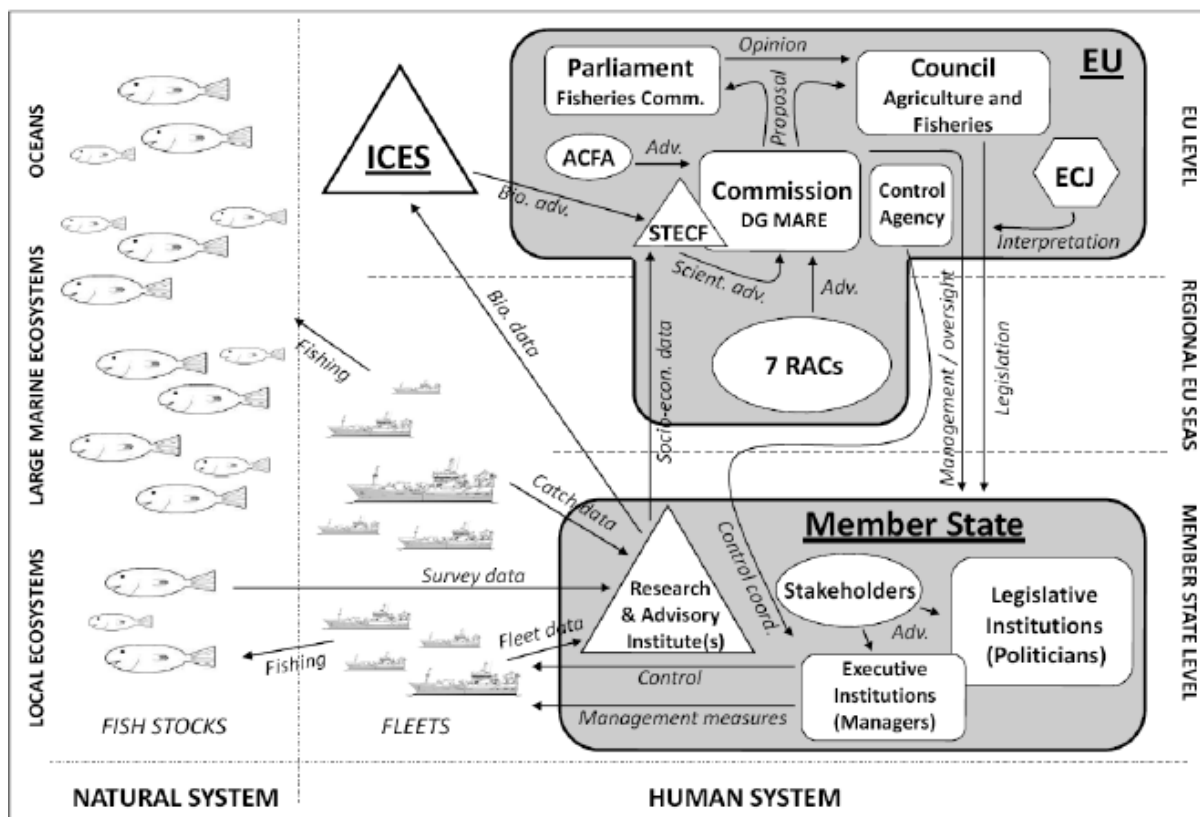 OCEANS
LARGE MARINE ECOSYSTEMS
LOCAL ECOSYSTEMS
EU LEVEL
REGIONAL EU SEAS
MEMBER STATE LEVEL
EU
Opinion
Parliament
Fisheries Comm.
Council
Agriculture and
Fisheries
Proposal
ICES
ACFA
Adv.
Commission
DG MARE
Control
Agency
ECJ
Bio. adv.
STECF
Interpretation
Scient. adv.
Adv.
7 RACs
Bio. data
Socio-econ. data
Management / oversight
Legislation
Fishing
Catch data
Member State
Survey data
Research
& Advisory
Institute(s)
Control coord.
Stakeholders
Adv.
Legislative
Institutions
(Politicians)
Fleet data
Fishing
Control
Executive
Institutions
(Managers)
Management measures
FISH STOCKS
FLEETS
NATURAL SYSTEM
HUMAN SYSTEM